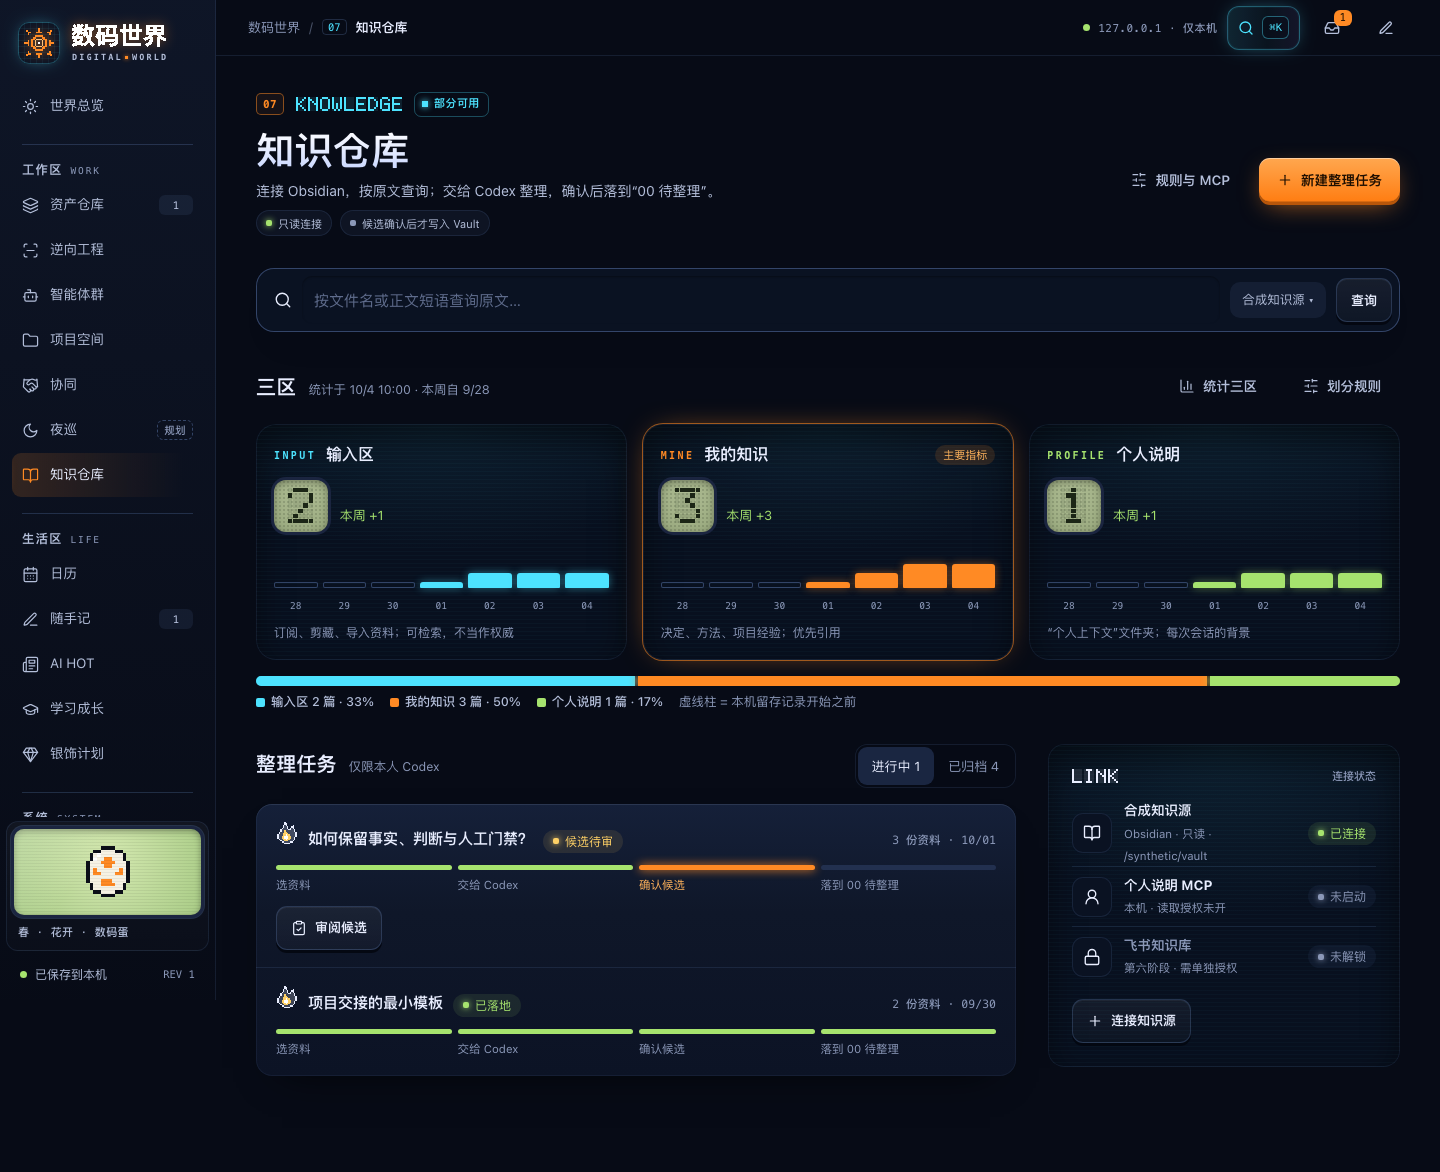 数码世界
DIGITAL WORLD
世界总览
工作区 WORK
资产仓库 1
逆向工程
智能体群
项目空间
协同
夜巡 规划
知识仓库
生活区 LIFE
日历
随手记 1
AI HOT
学习成长
银饰计划
系统 SYSTEM
春 · 花开 · 数码蛋
已保存到本机 REV 1
数码世界 / 07 知识仓库
127.0.0.1 · 仅本机
⌘K
1
07 KNOWLEDGE 部分可用
知识仓库
连接 Obsidian，按原文查询；交给 Codex 整理，确认后落到“00 待整理”。
只读连接 候选确认后才写入 Vault
规则与 MCP
+ 新建整理任务
按文件名或正文短语查询原文...
合成知识源 ▾
查询
三区 统计于 10/4 10:00 · 本周自 9/28
统计三区
划分规则
INPUT 输入区
2 本周 +1
28 29 30 01 02 03 04
订阅、剪藏、导入资料；可检索，不当作权威
MINE 我的知识 主要指标
3 本周 +3
28 29 30 01 02 03 04
决定、方法、项目经验；优先引用
PROFILE 个人说明
1 本周 +1
28 29 30 01 02 03 04
“个人上下文”文件夹；每次会话的背景
输入区 2 篇 · 33% 我的知识 3 篇 · 50% 个人说明 1 篇 · 17% 虚线柱 = 本机留存记录开始之前
整理任务 仅限本人 Codex
进行中 1 已归档 4
如何保留事实、判断与人工门禁？ 候选待审 3 份资料 · 10/01
选资料 交给 Codex 确认候选 落到 00 待整理
审阅候选
项目交接的最小模板 已落地 2 份资料 · 09/30
选资料 交给 Codex 确认候选 落到 00 待整理
LINK 连接状态
合成知识源
Obsidian · 只读 ·
/synthetic/vault
已连接
个人说明 MCP
本机 · 读取授权未开
未启动
飞书知识库
第六阶段 · 需单独授权
未解锁
+ 连接知识源